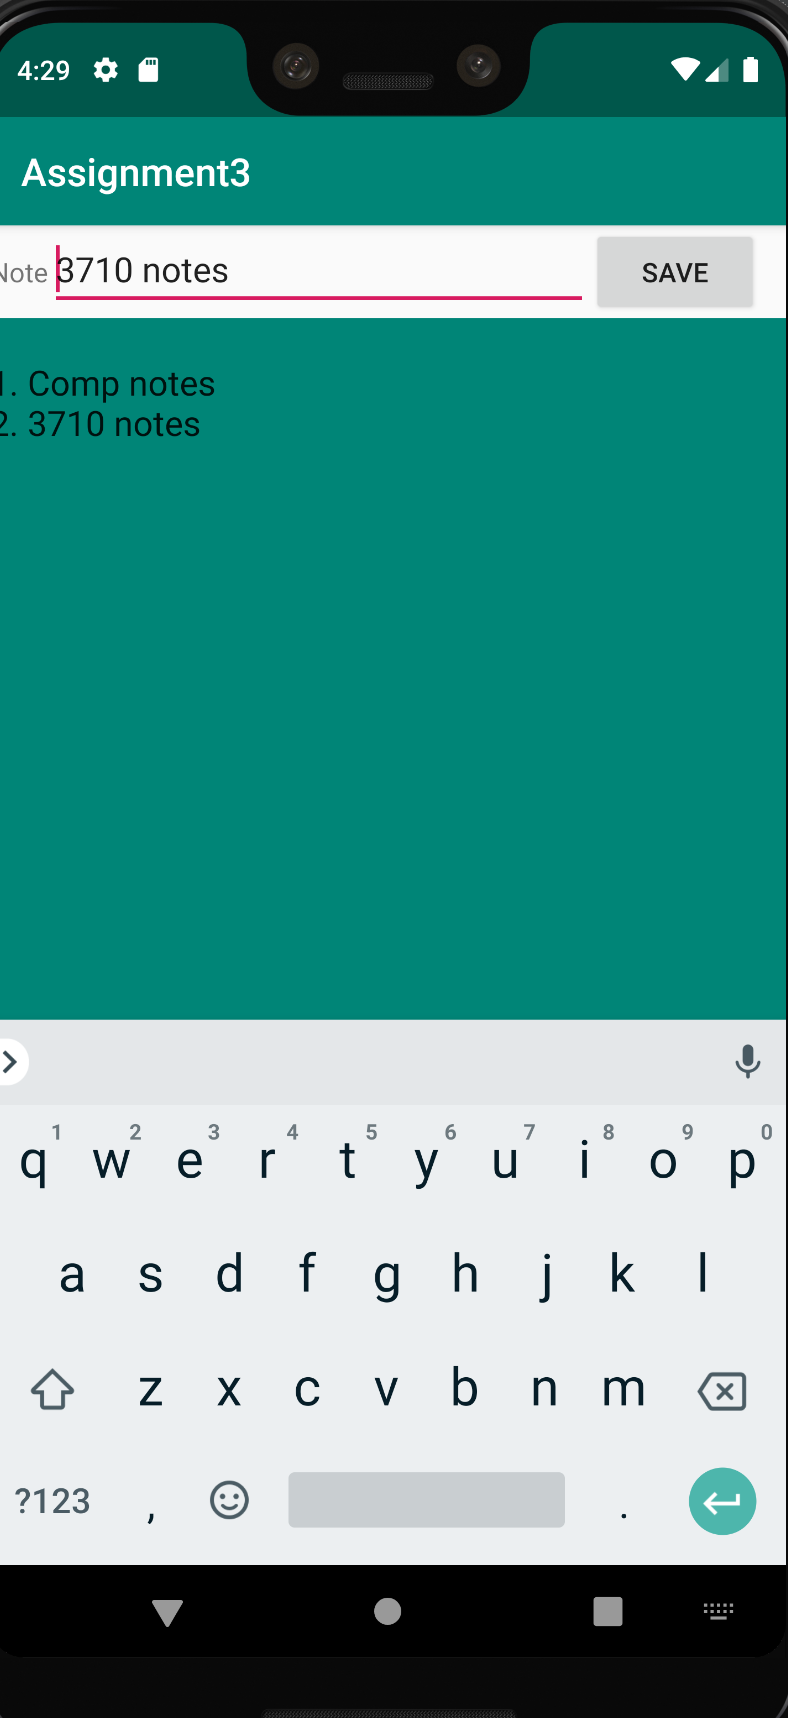 4:29
Assignment3
Note 3710 notes SAVE
1. Comp notes
2. 3710 notes
1 2 3 4 5 6 7 8 9 0
q w e r t y u i o p
a s d f g h j k l
z x c v b n m
?123 , .